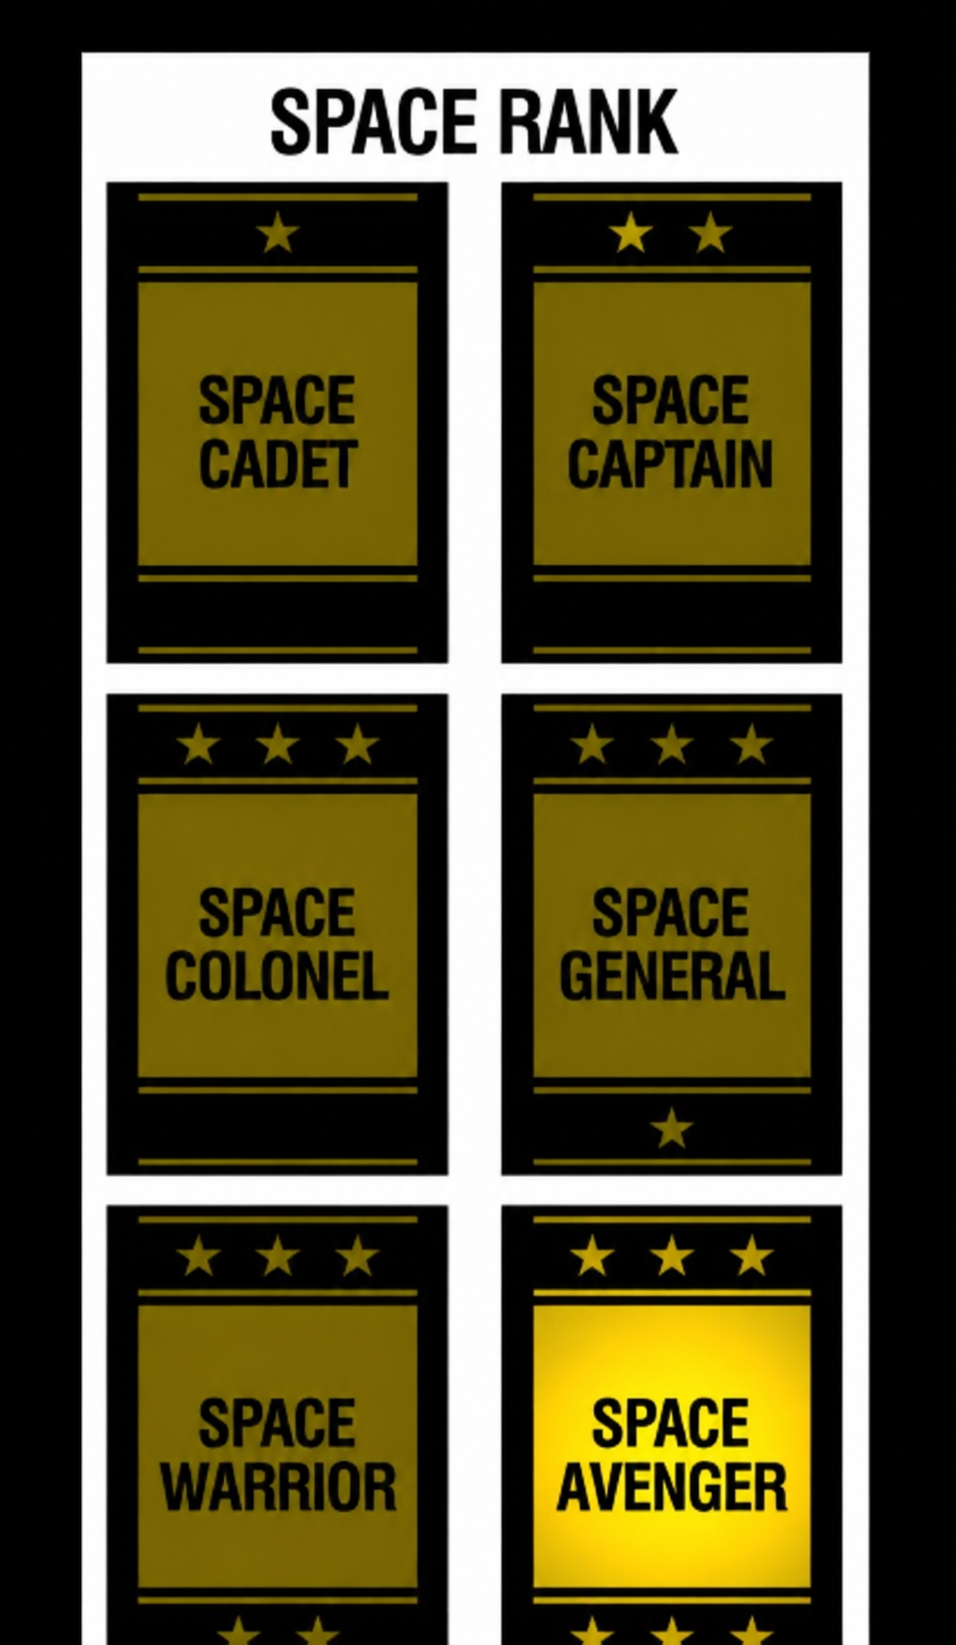 SPACE RANK
SPACE
CADET
SPACE
CAPTAIN
SPACE
COLONEL
SPACE
GENERAL
SPACE
WARRIOR
SPACE
AVENGER